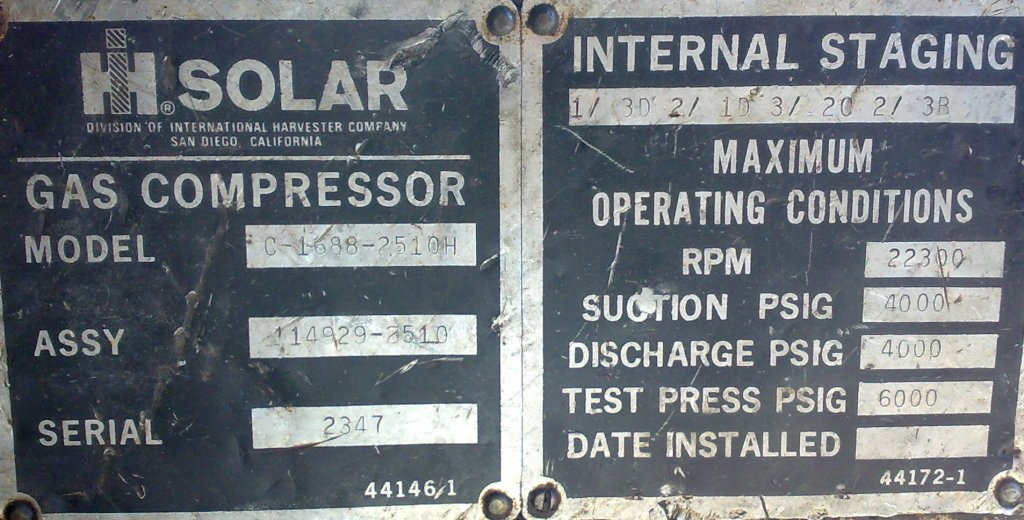 IH® SOLAR
DIVISION OF INTERNATIONAL HARVESTER COMPANY
SAN DIEGO, CALIFORNIA
GAS COMPRESSOR
MODEL C-1688-2510H
ASSY 114929-2510
SERIAL 2347
44146/1
INTERNAL STAGING
1/ 3D 2/ 1D 3/ 2C 2/ 3B
MAXIMUM
OPERATING CONDITIONS
RPM 22300
SUCTION PSIG 4000
DISCHARGE PSIG 4000
TEST PRESS PSIG 6000
DATE INSTALLED
44172-1